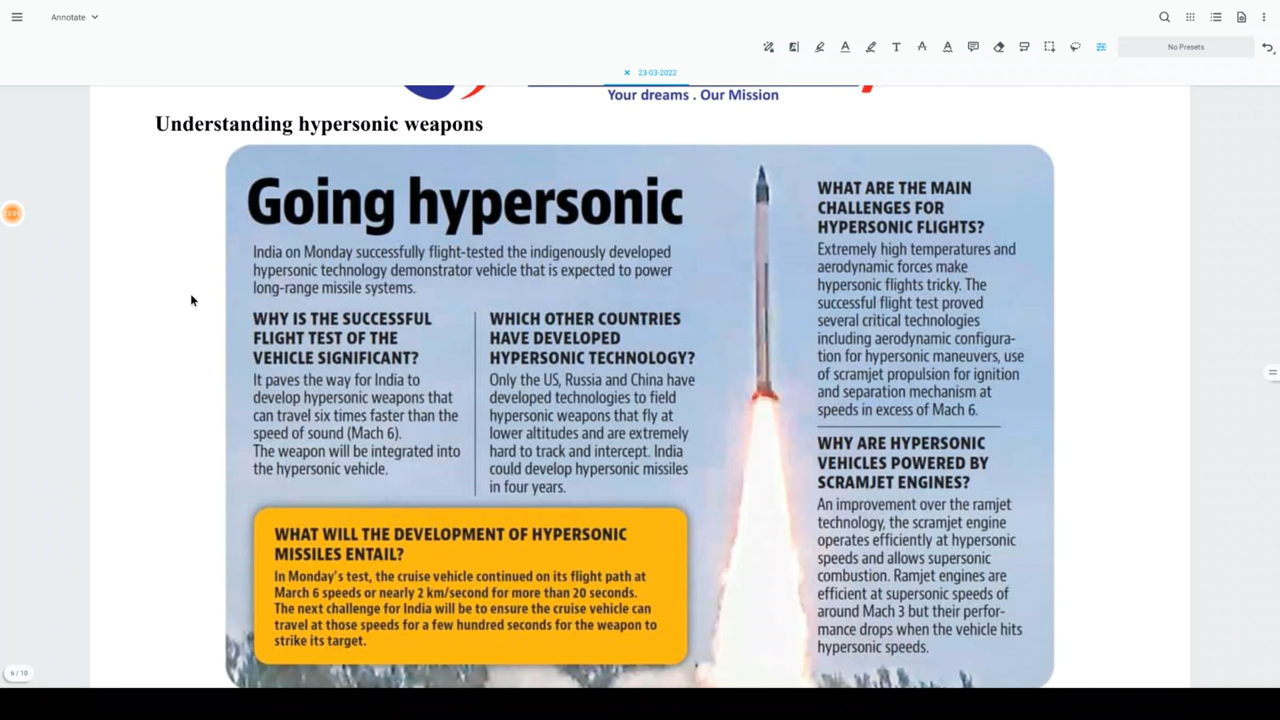 Annotate
No Presets
23-03-2022
Your dreams . Our Mission
Understanding hypersonic weapons
Going hypersonic
India on Monday successfully flight-tested the indigenously developed
hypersonic technology demonstrator vehicle that is expected to power
long-range missile systems.
WHY IS THE SUCCESSFUL
FLIGHT TEST OF THE
VEHICLE SIGNIFICANT?
It paves the way for India to
develop hypersonic weapons that
can travel six times faster than the
speed of sound (Mach 6).
The weapon will be integrated into
the hypersonic vehicle.
WHICH OTHER COUNTRIES
HAVE DEVELOPED
HYPERSONIC TECHNOLOGY?
Only the US, Russia and China have
developed technologies to field
hypersonic weapons that fly at
lower altitudes and are extremely
hard to track and intercept. India
could develop hypersonic missiles
in four years.
WHAT WILL THE DEVELOPMENT OF HYPERSONIC
MISSILES ENTAIL?
In Monday's test, the cruise vehicle continued on its flight path at
March 6 speeds or nearly 2 km/second for more than 20 seconds.
The next challenge for India will be to ensure the cruise vehicle can
travel at those speeds for a few hundred seconds for the weapon to
strike its target.
WHAT ARE THE MAIN
CHALLENGES FOR
HYPERSONIC FLIGHTS?
Extremely high temperatures and
aerodynamic forces make
hypersonic flights tricky. The
successful flight test proved
several critical technologies
including aerodynamic configura-
tion for hypersonic maneuvers, use
of scramjet propulsion for ignition
and separation mechanism at
speeds in excess of Mach 6.
WHY ARE HYPERSONIC
VEHICLES POWERED BY
SCRAMJET ENGINES?
An improvement over the ramjet
technology, the scramjet engine
operates efficiently at hypersonic
speeds and allows supersonic
combustion. Ramjet engines are
efficient at supersonic speeds of
around Mach 3 but their perfor-
mance drops when the vehicle hits
hypersonic speeds.
6 / 10